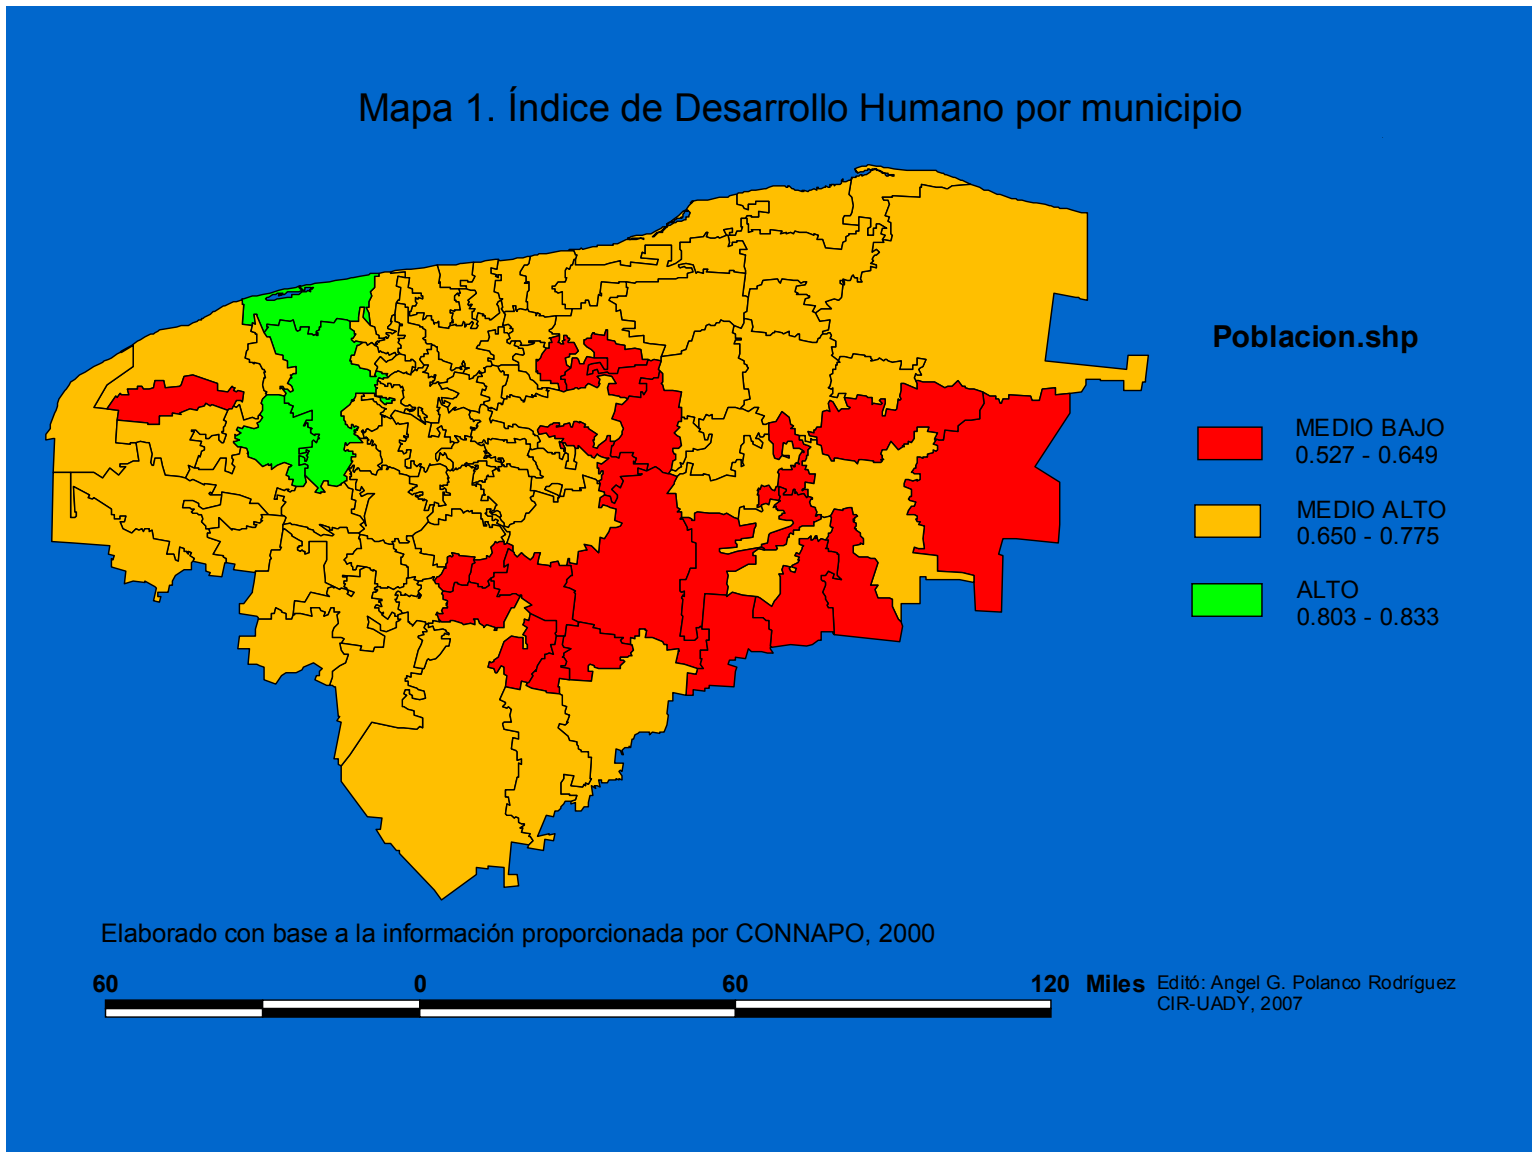 Mapa 1. Índice de Desarrollo Humano por municipio
Poblacion.shp
MEDIO BAJO
0.527 - 0.649
MEDIO ALTO
0.650 - 0.775
ALTO
0.803 - 0.833
Elaborado con base a la información proporcionada por CONNAPO, 2000
60 0 60 120 Miles
Editó: Angel G. Polanco Rodríguez
CIR-UADY, 2007